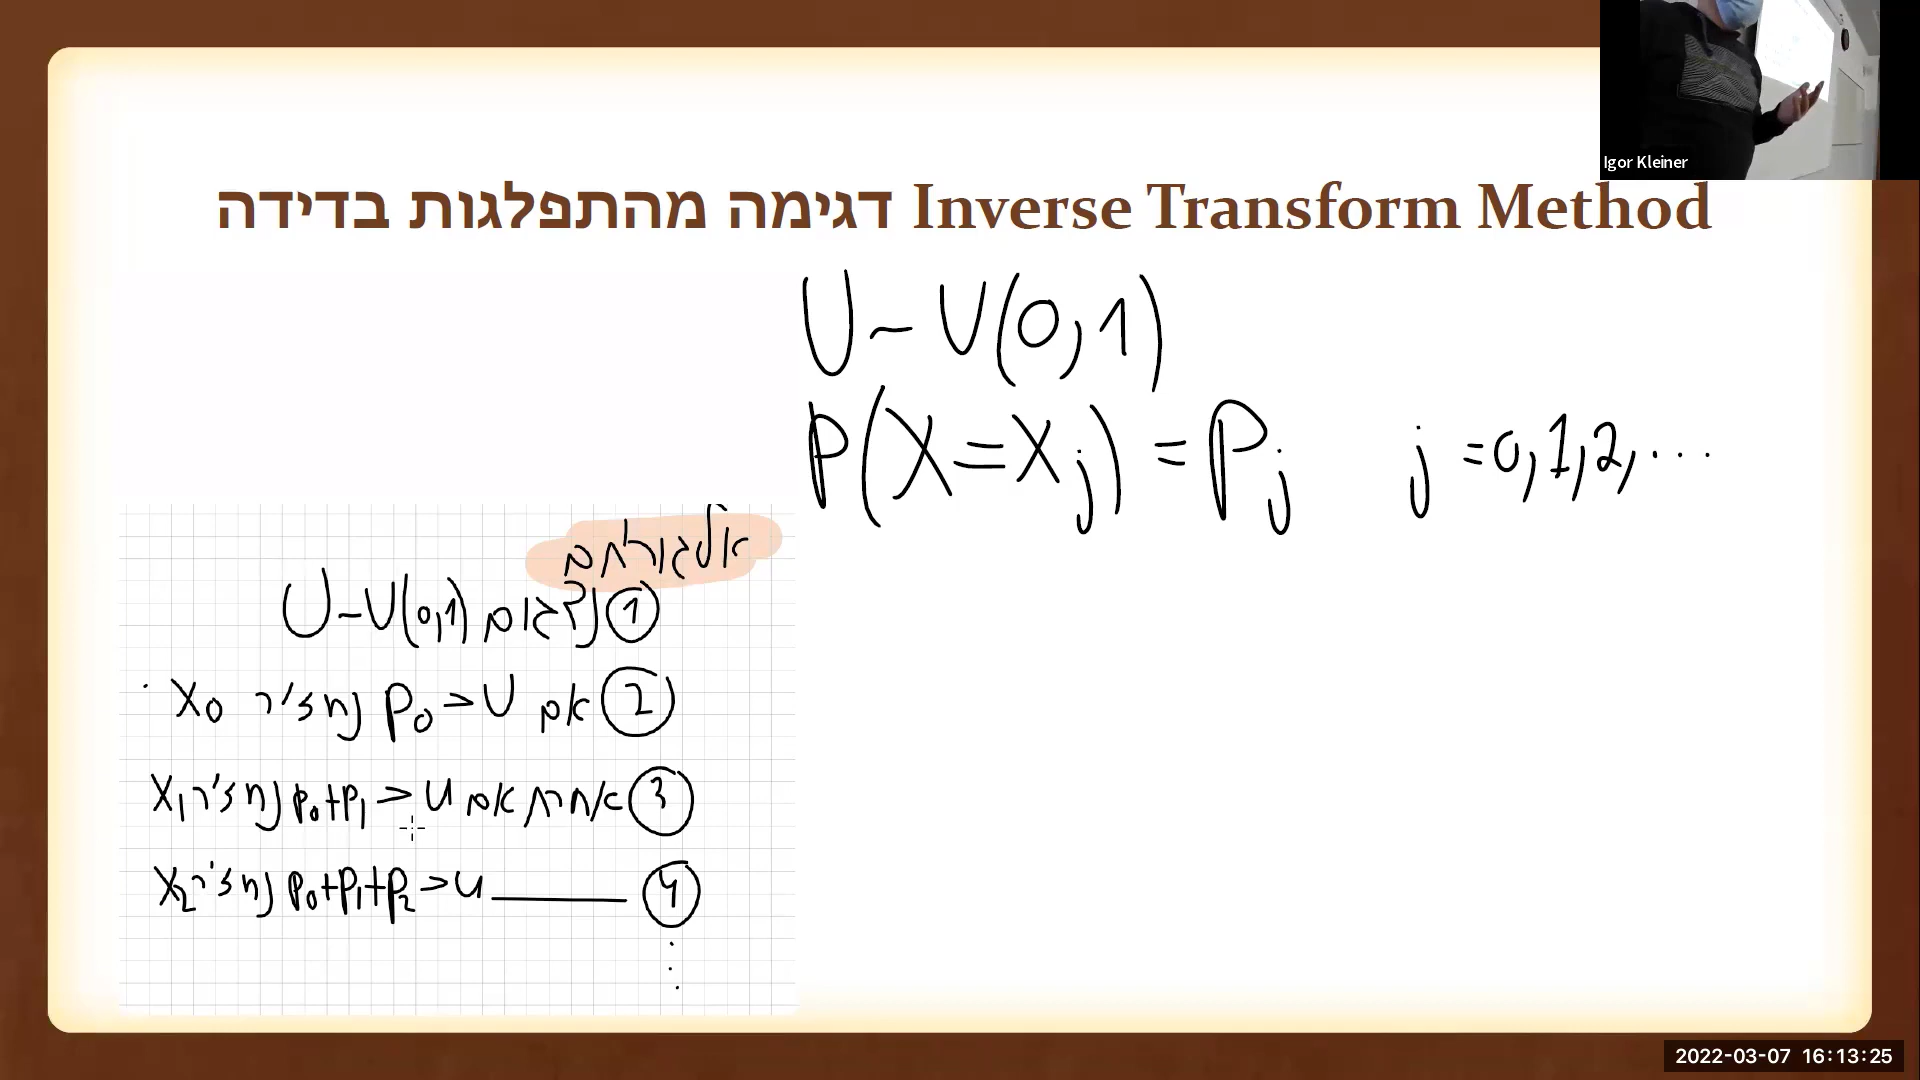 Igor Kleiner
דגימה מהתפלגות בדידה Inverse Transform Method
U~U(0,1)
P(X=Xj) = Pj j=0,1,2,...
אלגוריתם
① נדגום U~U(0,1)
② אם U<=P0 נחזיר X0
③ אחרת אם U<=P0+P1 נחזיר X1
④ ______ U<=P0+P1+P2 נחזיר X2
⋮
2022-03-07 16:13:25